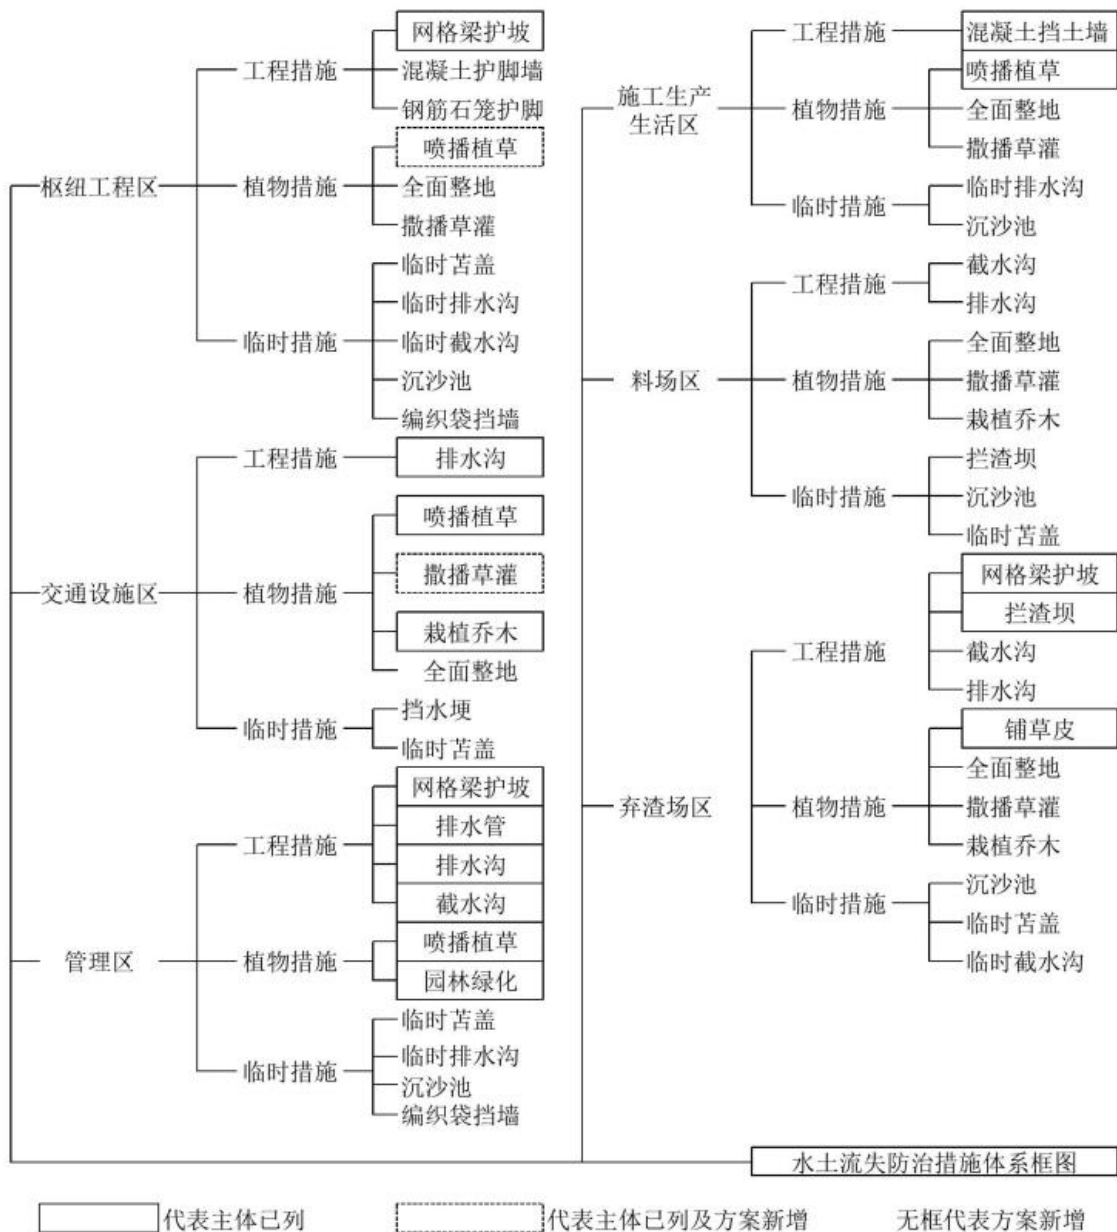 枢纽工程区
工程措施
网格梁护坡
混凝土护脚墙
钢筋石笼护脚
植物措施
喷播植草
全面整地
撒播草灌
临时措施
临时苫盖
临时排水沟
临时截水沟
沉沙池
编织袋挡墙
交通设施区
工程措施
排水沟
植物措施
喷播植草
撒播草灌
栽植乔木
全面整地
临时措施
挡水埂
临时苫盖
管理区
工程措施
网格梁护坡
排水管
排水沟
截水沟
植物措施
喷播植草
园林绿化
临时措施
临时苫盖
临时排水沟
沉沙池
编织袋挡墙
施工生产
生活区
工程措施
混凝土挡土墙
植物措施
喷播植草
全面整地
撒播草灌
临时措施
临时排水沟
沉沙池
料场区
工程措施
截水沟
排水沟
植物措施
全面整地
撒播草灌
栽植乔木
临时措施
拦渣坝
沉沙池
临时苫盖
弃渣场区
工程措施
网格梁护坡
拦渣坝
截水沟
排水沟
植物措施
铺草皮
全面整地
撒播草灌
栽植乔木
临时措施
沉沙池
临时苫盖
临时截水沟
水土流失防治措施体系框图
代表主体已列
代表主体已列及方案新增
无框代表方案新增